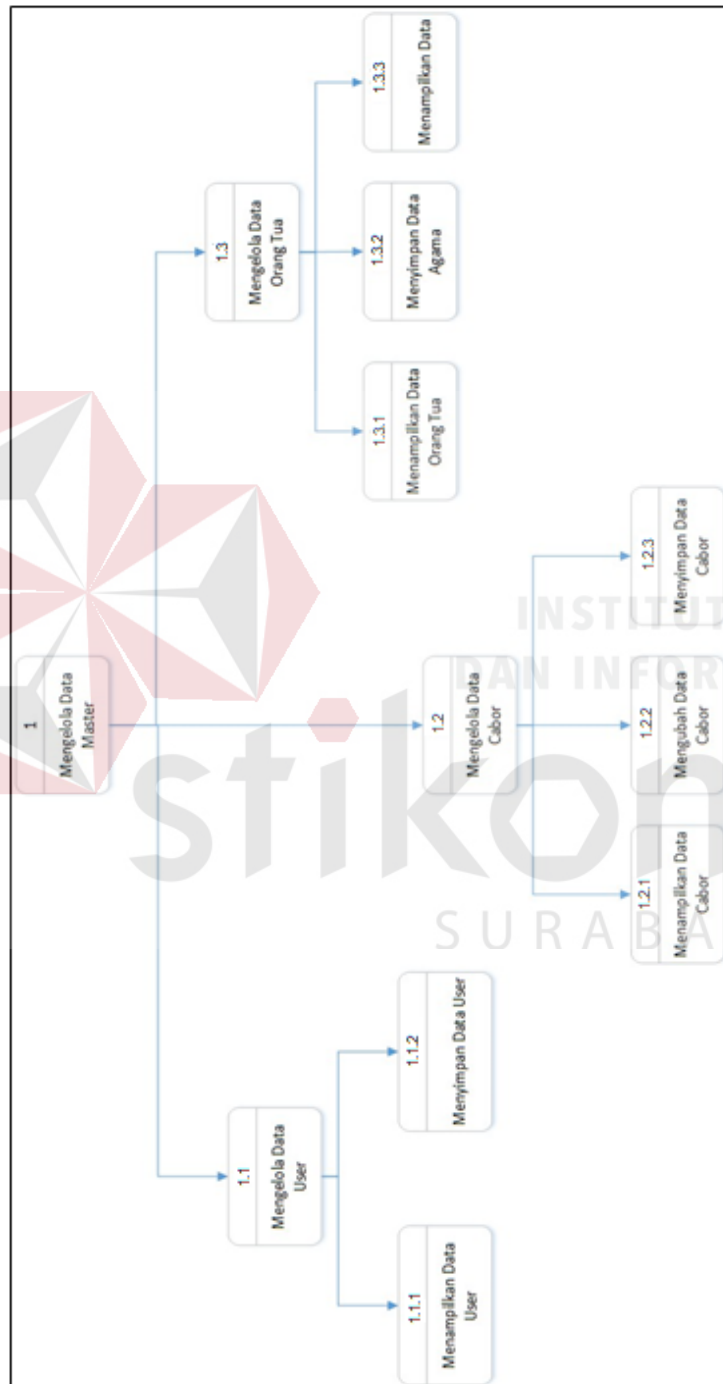 1
Mengelola Data
Master
1.1
Mengelola Data
User
1.1.1
Menampilkan Data
User
1.1.2
Menyimpan Data User
1.2
Mengelola Data
Cabor
1.2.1
Menampilkan Data
Cabor
1.2.2
Mengubah Data
Cabor
1.2.3
Menyimpan Data
Cabor
1.3
Mengelola Data
Orang Tua
1.3.1
Menampilkan Data
Orang Tua
1.3.2
Menyimpan Data
Agama
1.3.3
Menampilkan Data
INSTITUT
DAN INFOR
stikom
SURABA